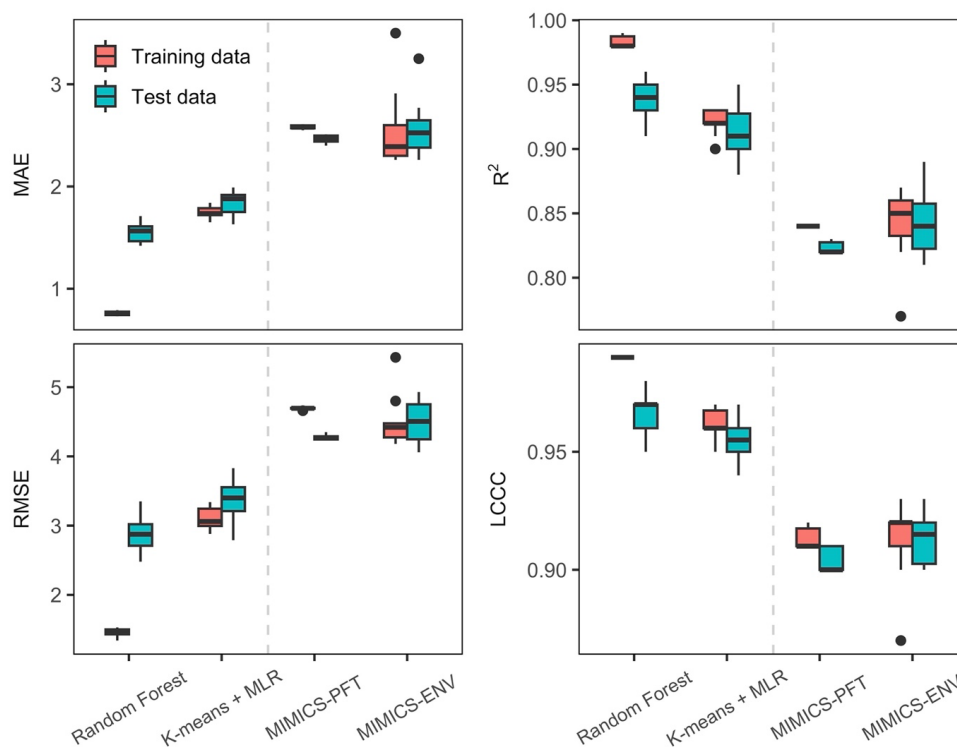 MAE
3
2
1
Training data
Test data
R²
1.00
0.95
0.90
0.85
0.80
RMSE
5
4
3
2
LCCC
0.95
0.90
Random Forest
K-means + MLR
MIMICS-PFT
MIMICS-ENV
Random Forest
K-means + MLR
MIMICS-PFT
MIMICS-ENV